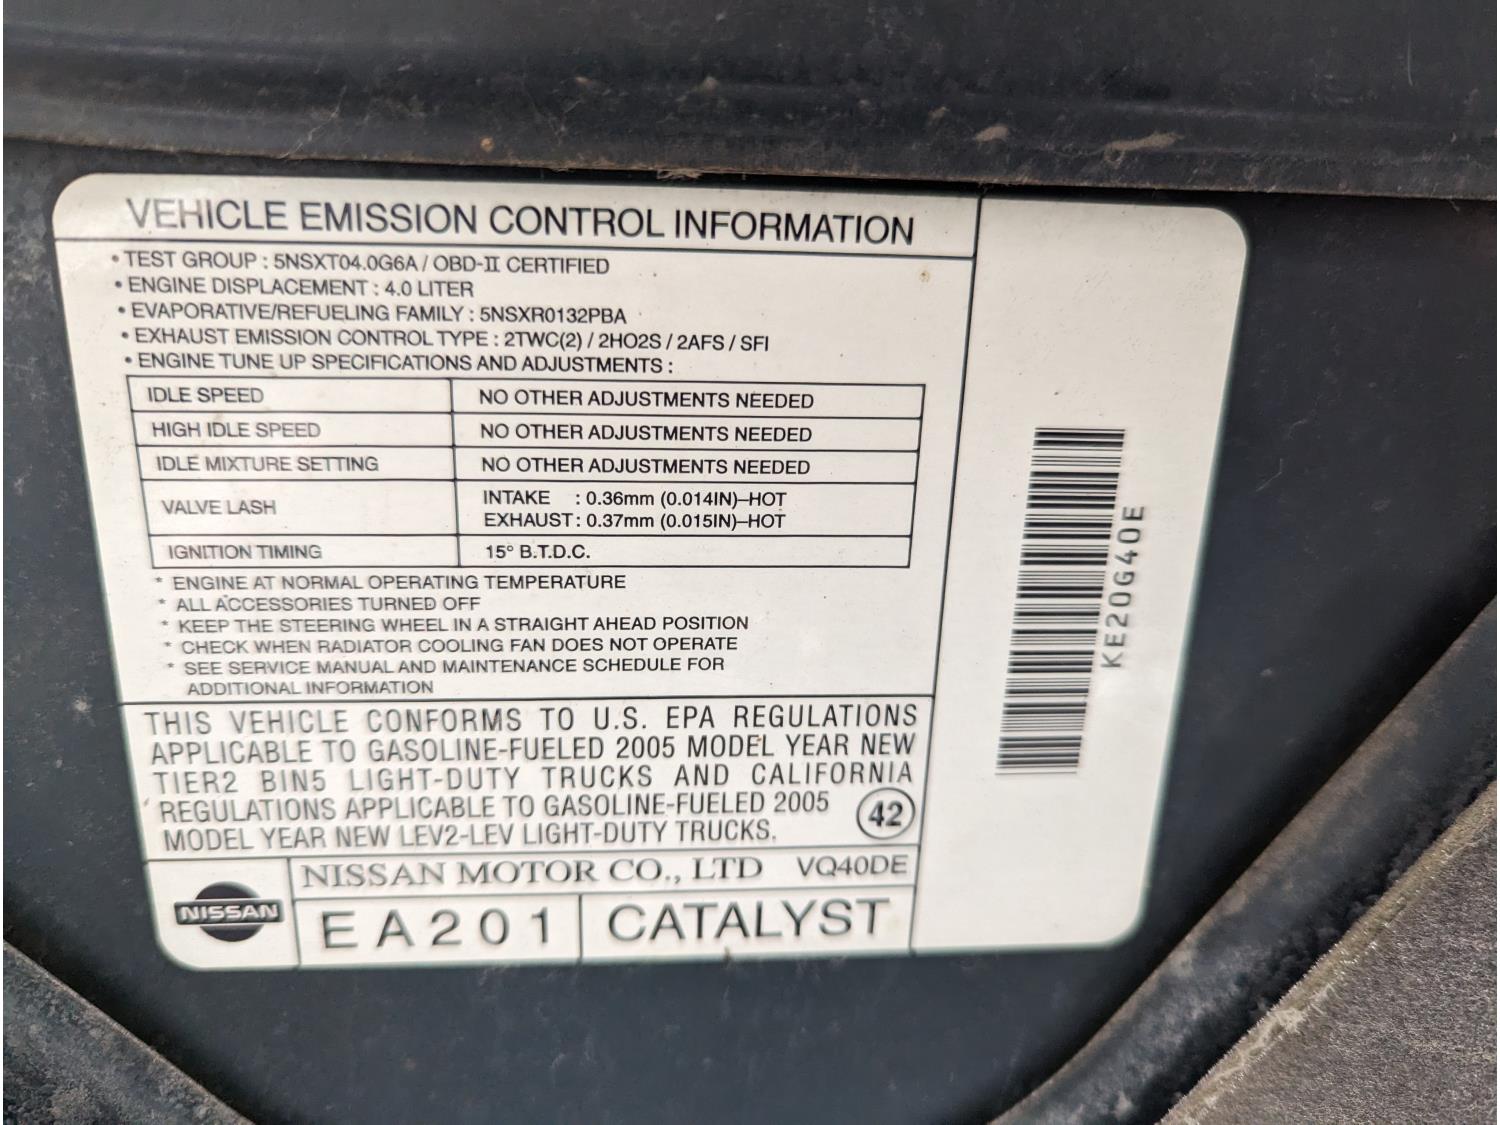 VEHICLE EMISSION CONTROL INFORMATION
• TEST GROUP : 5NSXT04.0G6A / OBD-II CERTIFIED
• ENGINE DISPLACEMENT : 4.0 LITER
• EVAPORATIVE/REFUELING FAMILY : 5NSXR0132PBA
• EXHAUST EMISSION CONTROL TYPE : 2TWC(2) / 2HO2S / 2AFS / SFI
• ENGINE TUNE UP SPECIFICATIONS AND ADJUSTMENTS :
IDLE SPEED NO OTHER ADJUSTMENTS NEEDED
HIGH IDLE SPEED NO OTHER ADJUSTMENTS NEEDED
IDLE MIXTURE SETTING NO OTHER ADJUSTMENTS NEEDED
VALVE LASH INTAKE : 0.36mm (0.014IN)–HOT
EXHAUST : 0.37mm (0.015IN)–HOT
IGNITION TIMING 15° B.T.D.C.
* ENGINE AT NORMAL OPERATING TEMPERATURE
* ALL ACCESSORIES TURNED OFF
* KEEP THE STEERING WHEEL IN A STRAIGHT AHEAD POSITION
* CHECK WHEN RADIATOR COOLING FAN DOES NOT OPERATE
* SEE SERVICE MANUAL AND MAINTENANCE SCHEDULE FOR
ADDITIONAL INFORMATION
THIS VEHICLE CONFORMS TO U.S. EPA REGULATIONS
APPLICABLE TO GASOLINE-FUELED 2005 MODEL YEAR NEW
TIER2 BIN5 LIGHT-DUTY TRUCKS AND CALIFORNIA
REGULATIONS APPLICABLE TO GASOLINE-FUELED 2005
MODEL YEAR NEW LEV2-LEV LIGHT-DUTY TRUCKS.
42
NISSAN
NISSAN MOTOR CO., LTD VQ40DE
EA201 CATALYST
KE20G40E